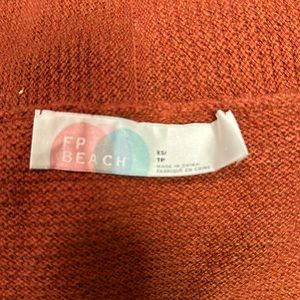 FP
BEACH
XS/
TP
MADE IN CHINA
FABRIQUÉ EN CHINE